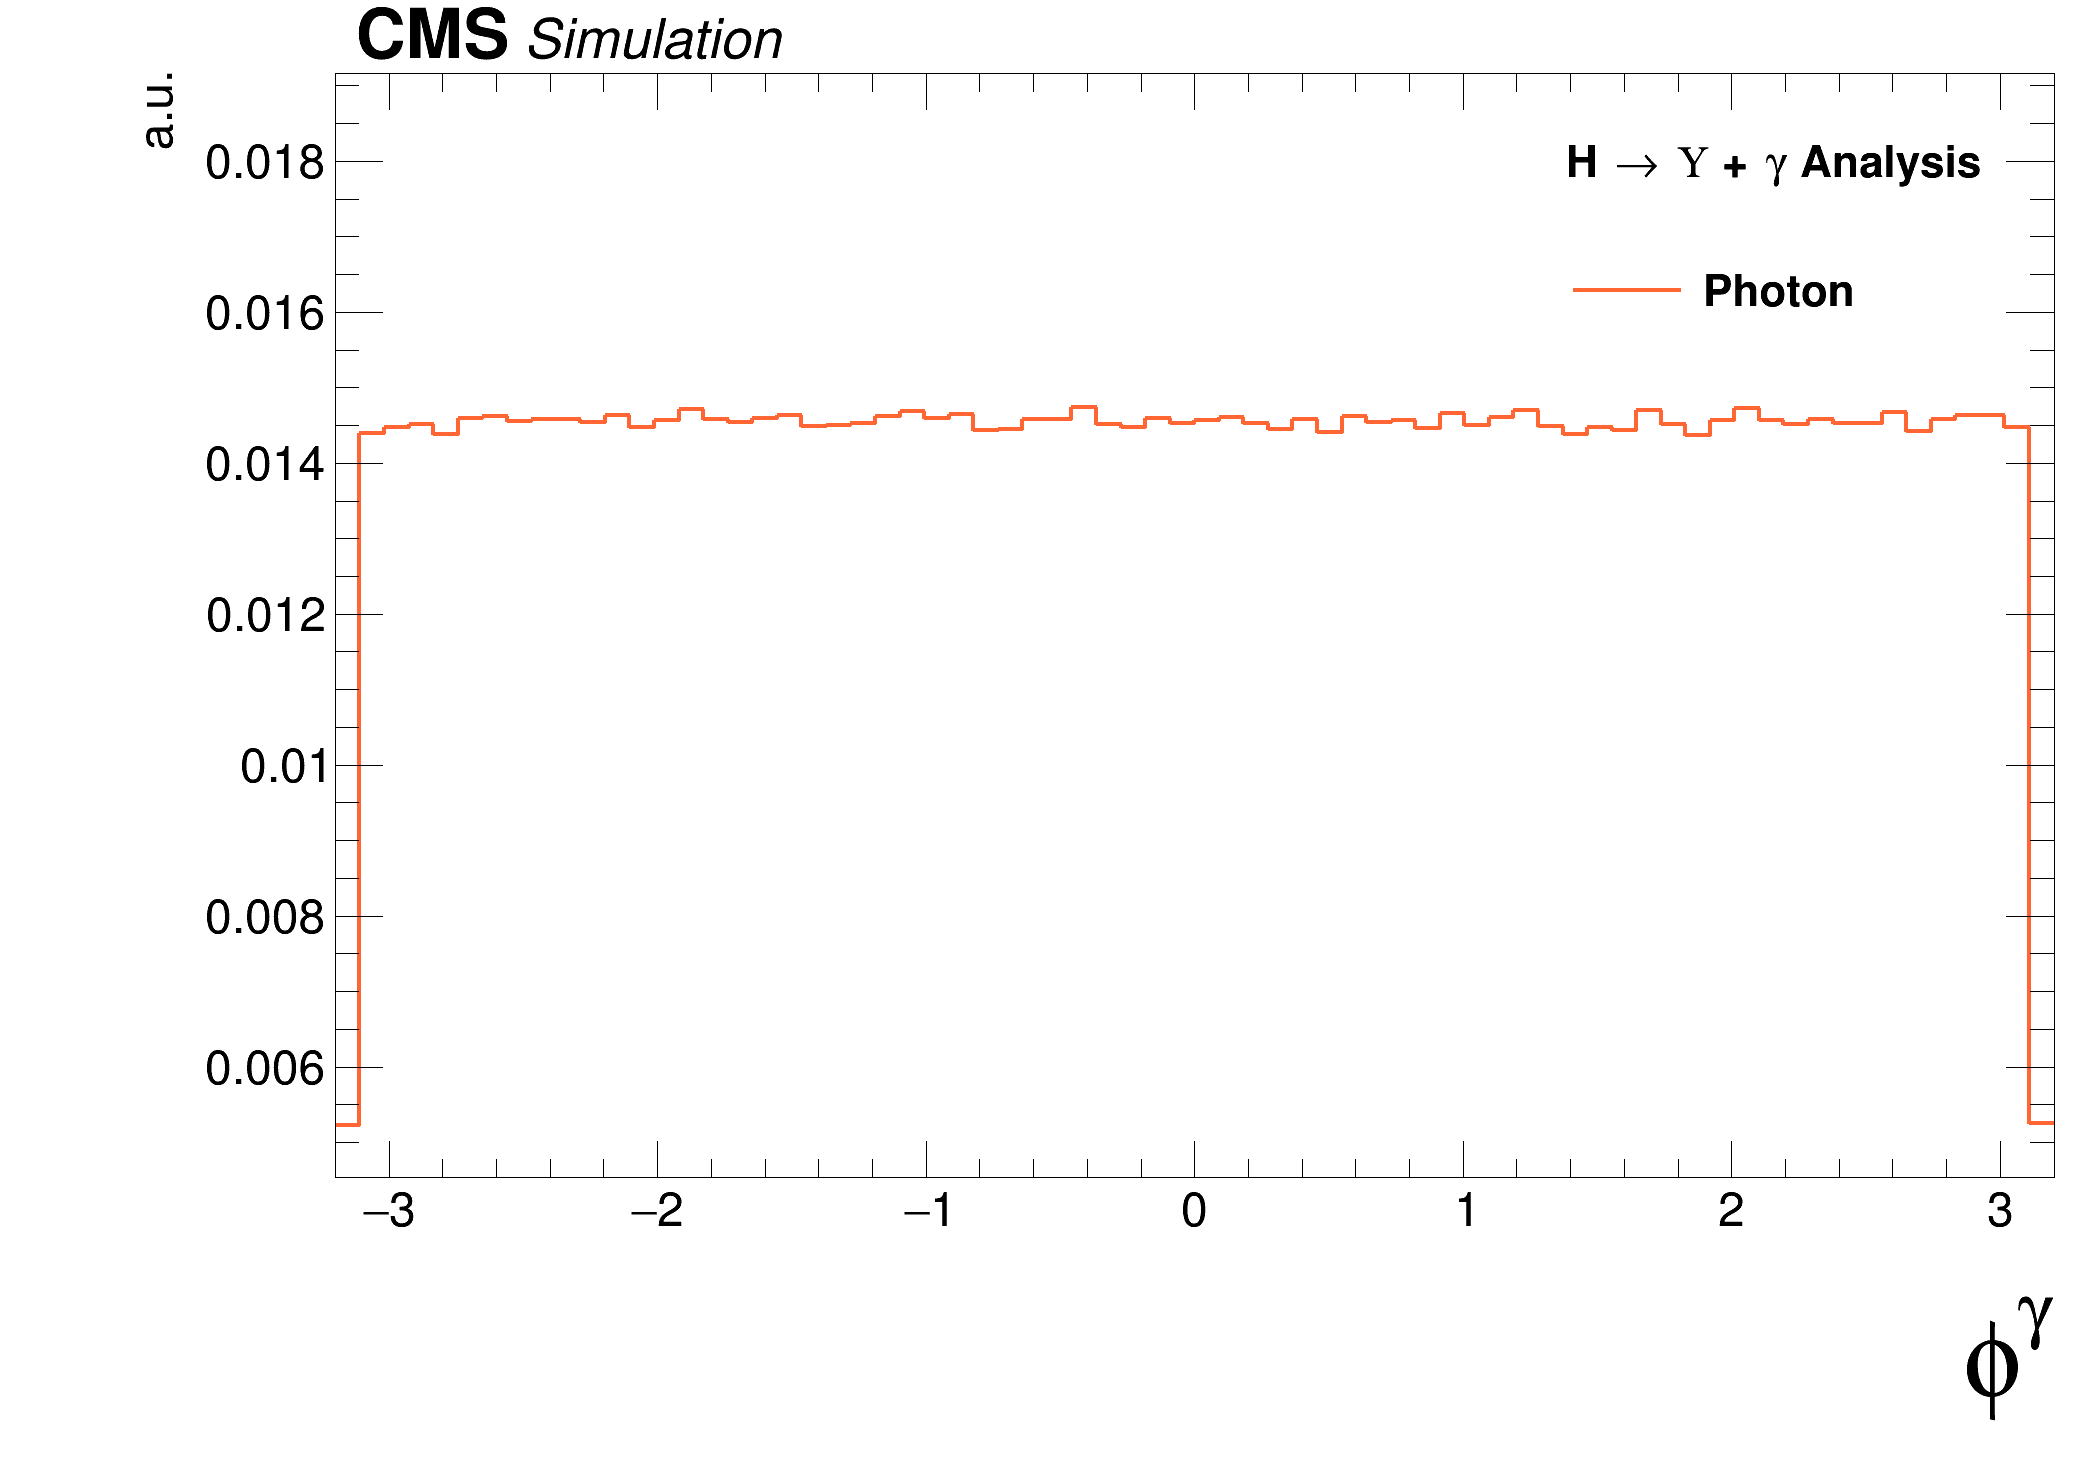 CMS Simulation
a.u.
H → Υ + γ Analysis
Photon
0.018
0.016
0.014
0.012
0.01
0.008
0.006
−3 −2 −1 0 1 2 3
ϕγ